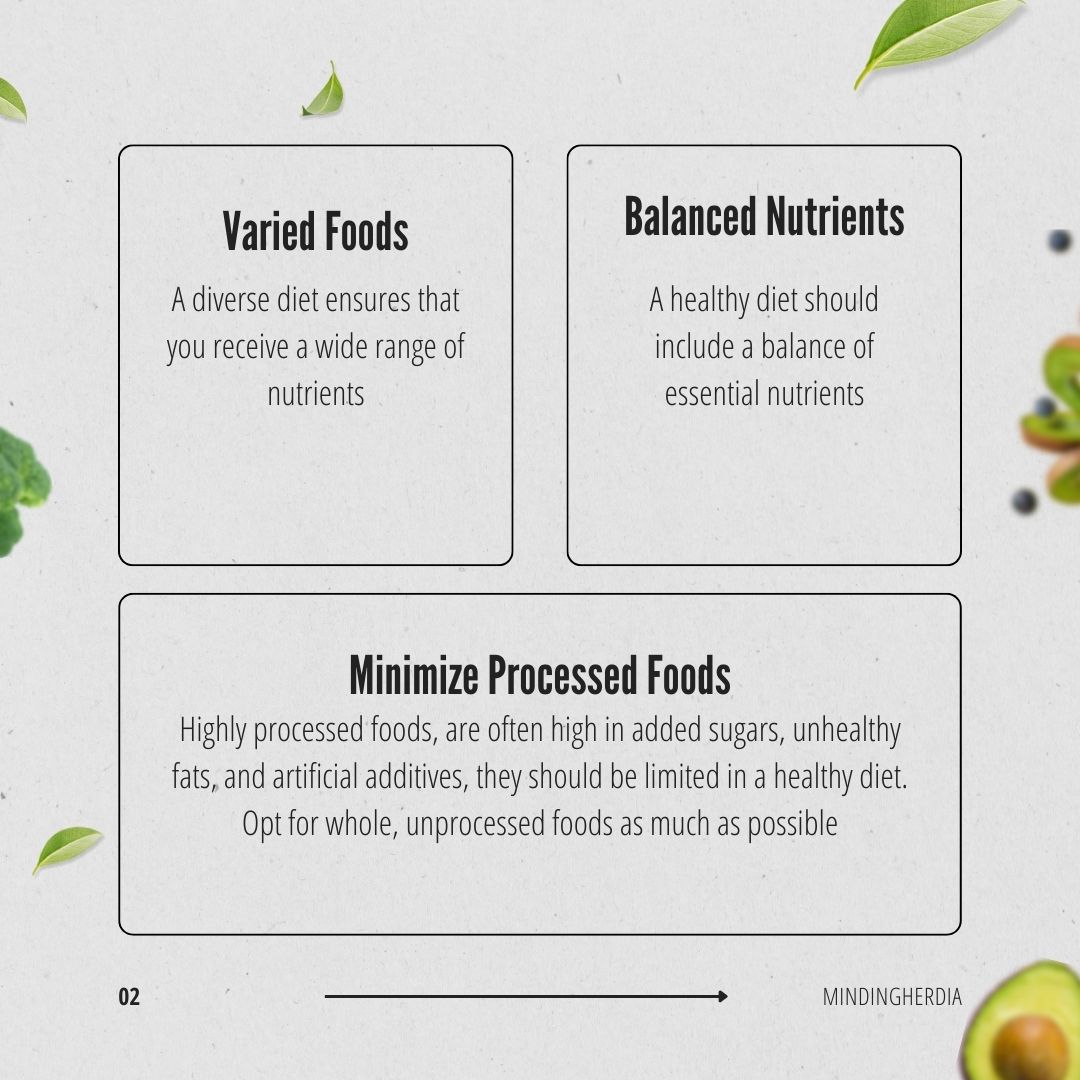 Varied Foods
A diverse diet ensures that
you receive a wide range of
nutrients
Balanced Nutrients
A healthy diet should
include a balance of
essential nutrients
Minimize Processed Foods
Highly processed foods, are often high in added sugars, unhealthy
fats, and artificial additives, they should be limited in a healthy diet.
Opt for whole, unprocessed foods as much as possible
02
MINDINGHERDIA